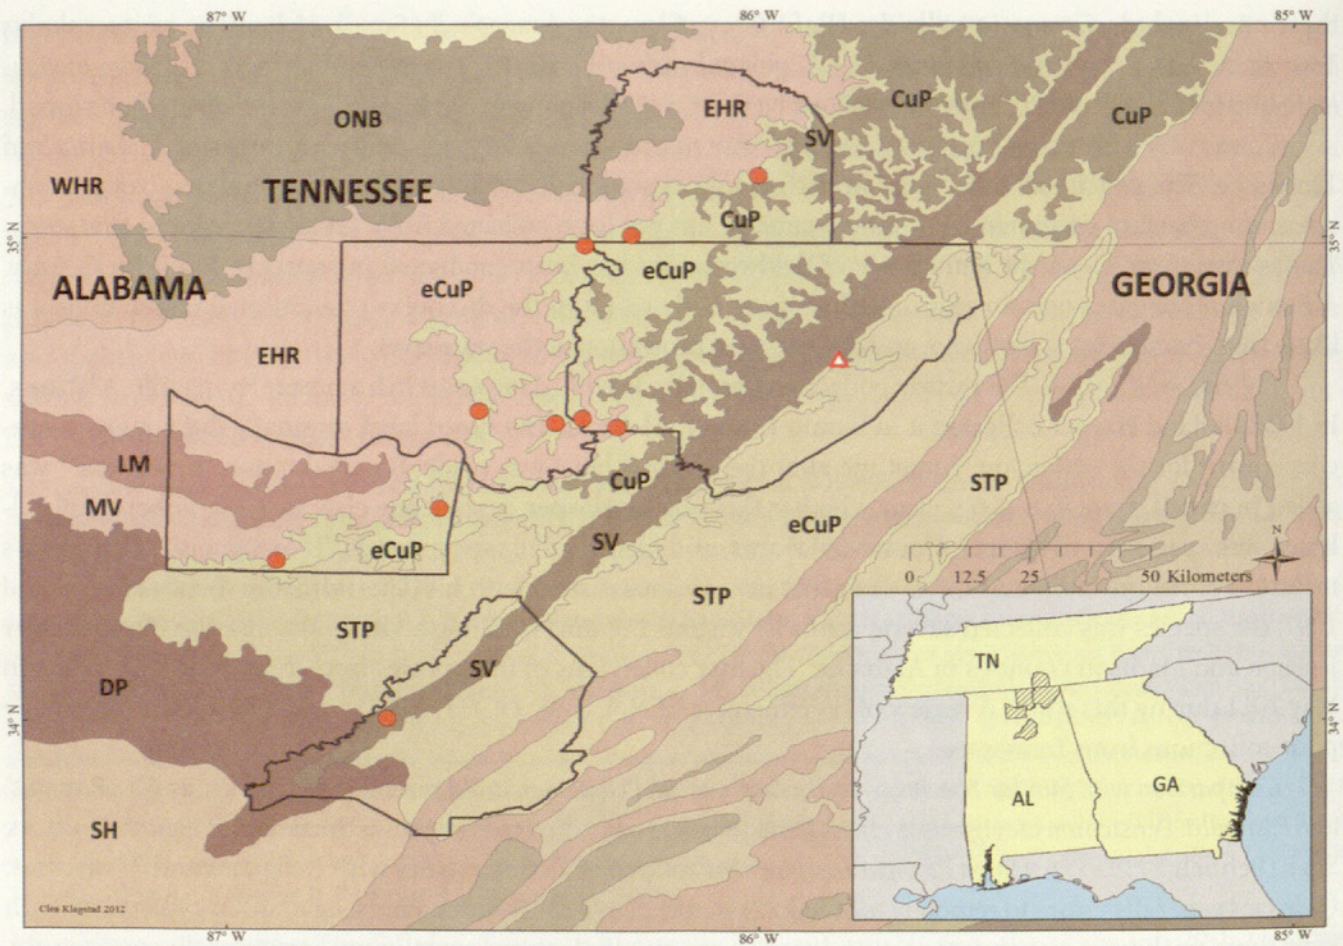 87° W 86° W 85° W
CuP
EHR
CuP
ONB
SV
WHR
TENNESSEE
CuP
35° N
35° N
eCuP
eCuP
ALABAMA
GEORGIA
EHR
LM
CuP
STP
MV
eCuP
SV
eCuP
N
0 12.5 25 50 Kilometers
STP
STP
SV
TN
DP
34° N
34° N
AL
GA
SH
Clea Klagstad 2012
87° W 86° W 85° W